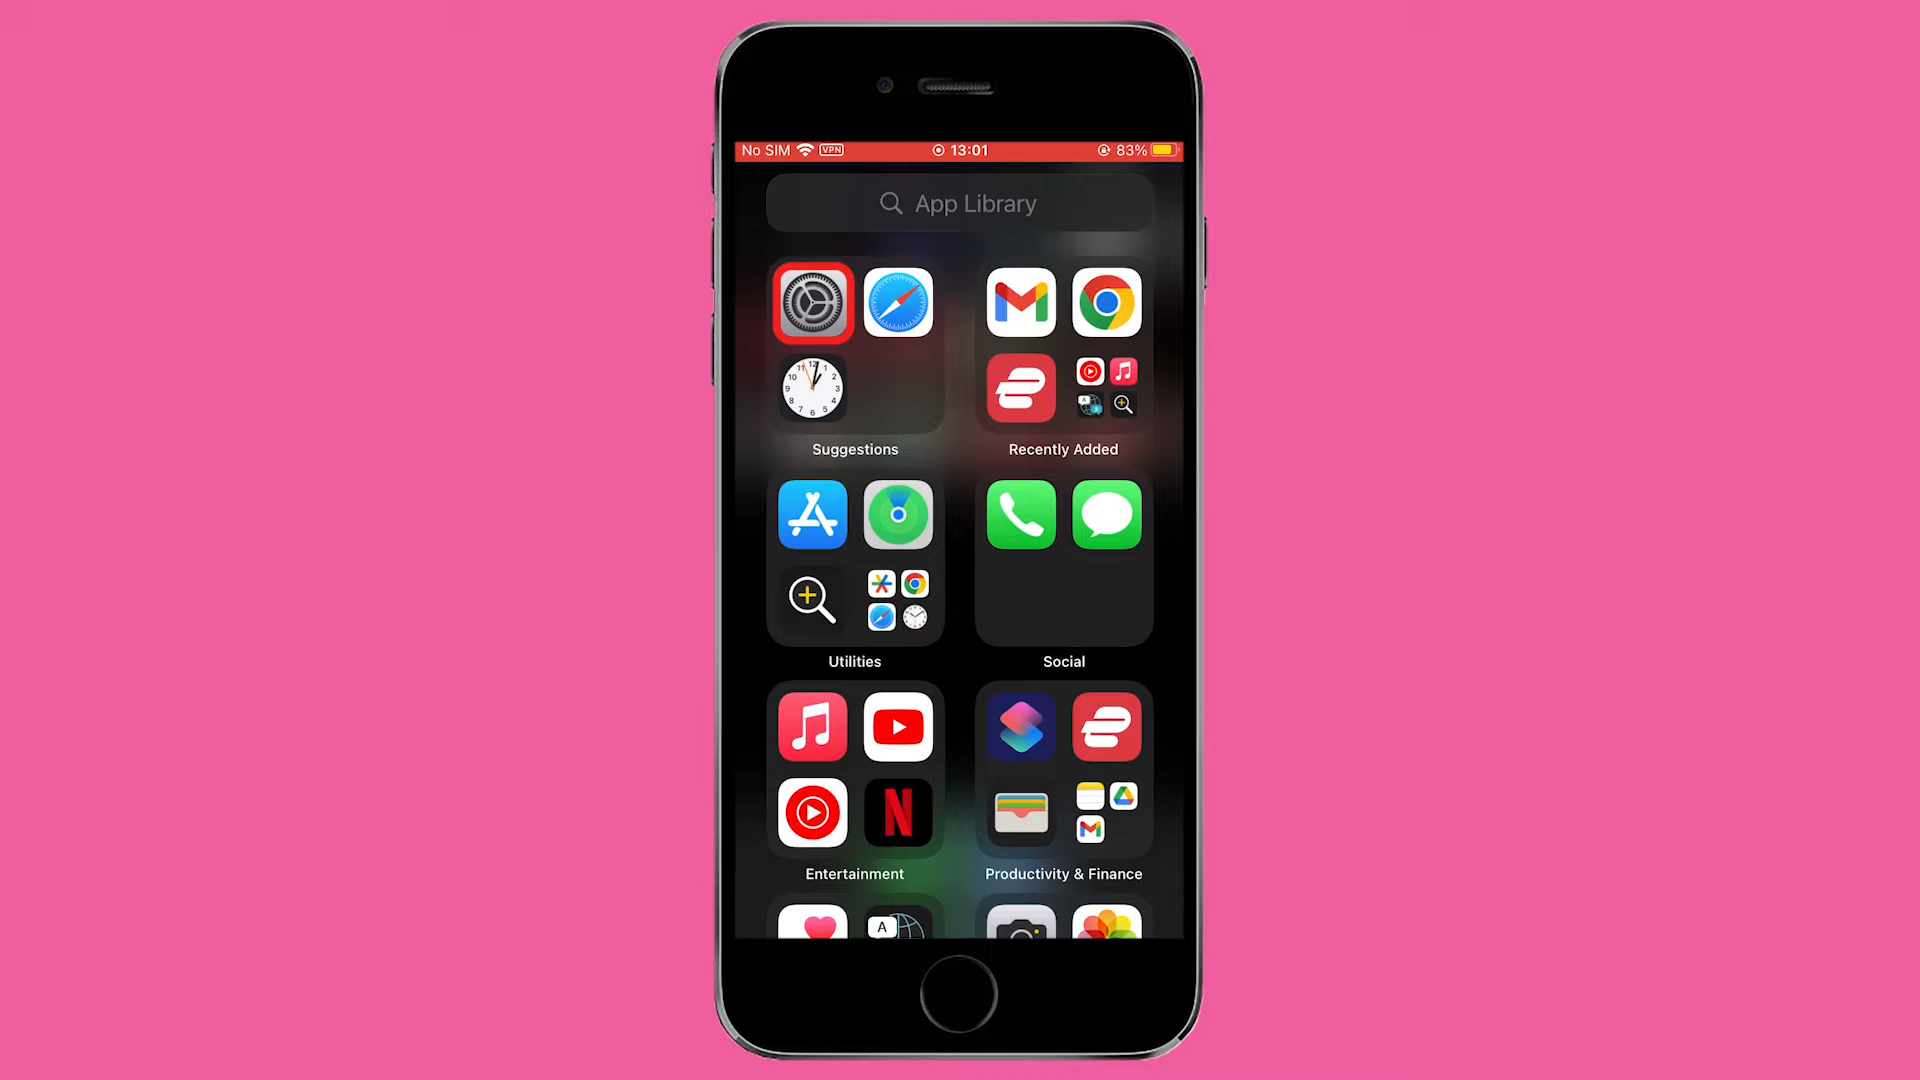 No SIM VPN 13:01 83%
App Library
Suggestions
Recently Added
Utilities
Social
Entertainment
Productivity & Finance
A